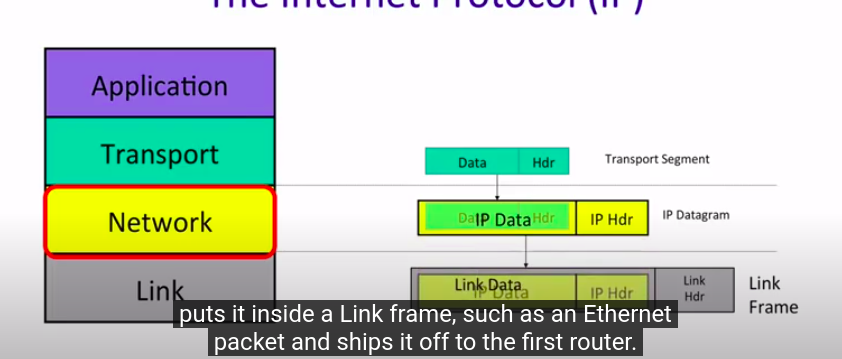 The Internet Protocol (IP)
Application
Transport
Data Hdr Transport Segment
Network
Data Hdr IP Data IP Hdr IP Datagram
Link
Link Data IP Data IP Hdr Link Hdr Link Frame
puts it inside a Link frame, such as an Ethernet
packet and ships it off to the first router.